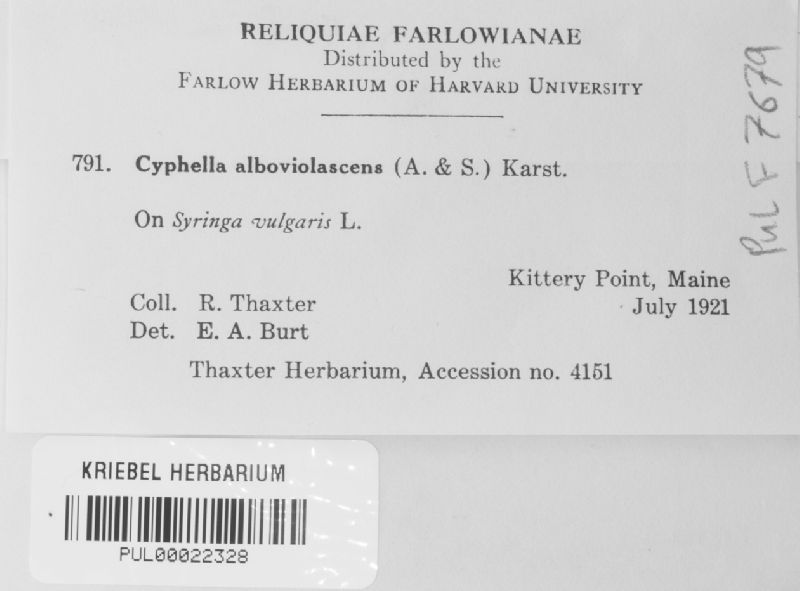 RELIQUIAE FARLOWIANAE
Distributed by the
FARLOW HERBARIUM OF HARVARD UNIVERSITY
791. Cyphella alboviolascens (A. & S.) Karst.
On Syringa vulgaris L.
Kittery Point, Maine
Coll. R. Thaxter July 1921
Det. E. A. Burt
Thaxter Herbarium, Accession no. 4151
PUL F 7679
KRIEBEL HERBARIUM
PUL00022328